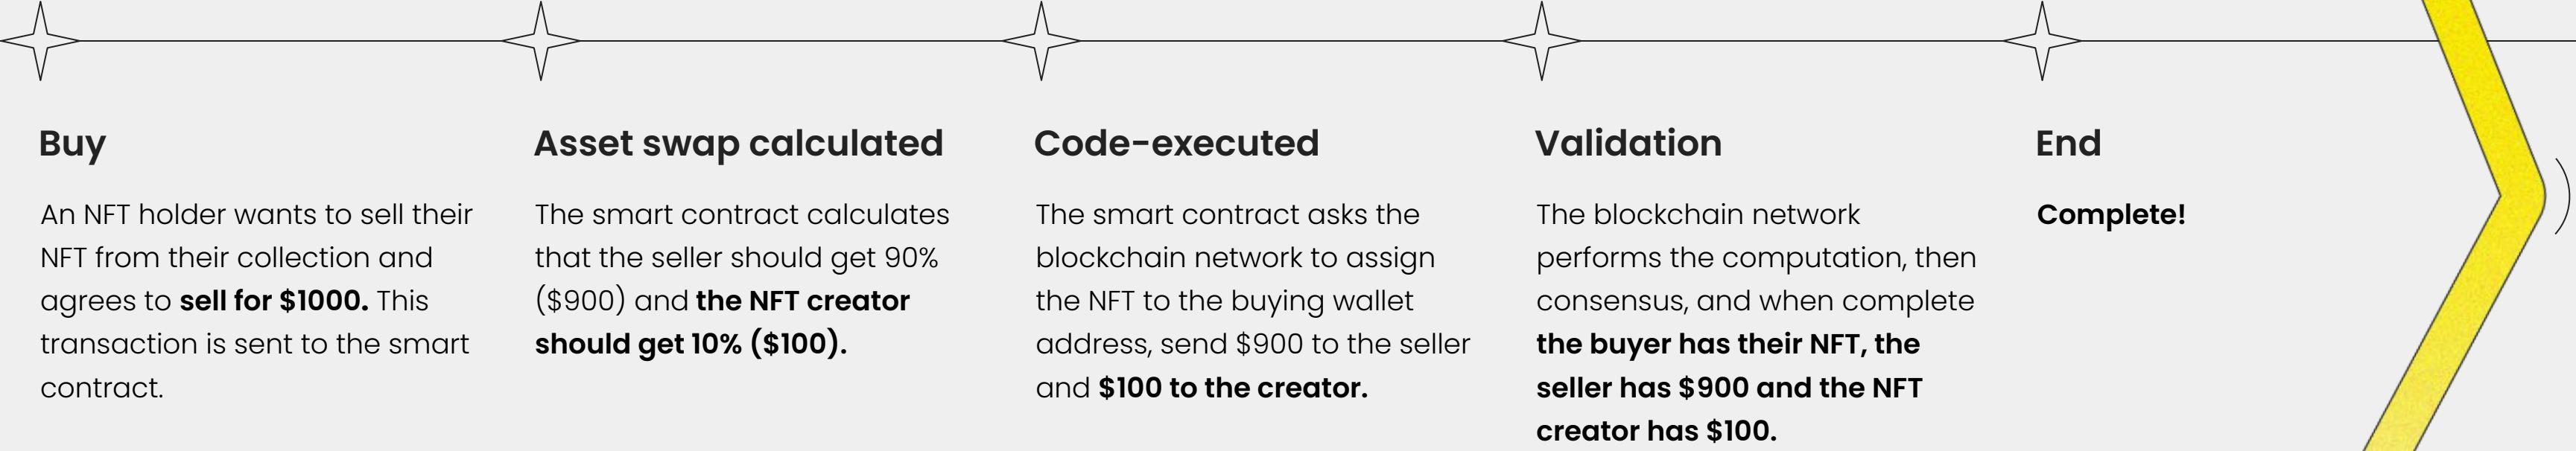 Buy
An NFT holder wants to sell their
NFT from their collection and
agrees to sell for $1000. This
transaction is sent to the smart
contract.
Asset swap calculated
The smart contract calculates
that the seller should get 90%
($900) and the NFT creator
should get 10% ($100).
Code-executed
The smart contract asks the
blockchain network to assign
the NFT to the buying wallet
address, send $900 to the seller
and $100 to the creator.
Validation
The blockchain network
performs the computation, then
consensus, and when complete
the buyer has their NFT, the
seller has $900 and the NFT
creator has $100.
End
Complete!